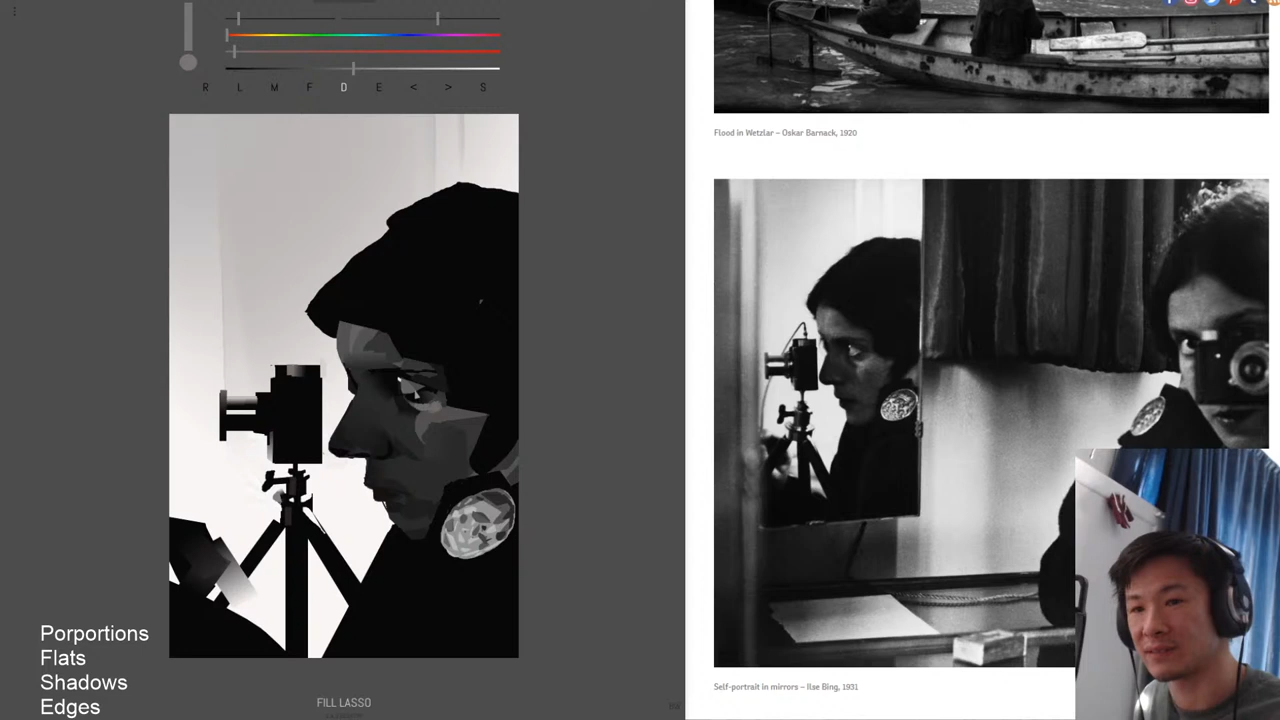 R L M F D E < > S
Flood in Wetzlar – Oskar Barnack, 1920
Porportions
Flats
Shadows
Edges
FILL LASSO
Self-portrait in mirrors – Ilse Bing, 1931